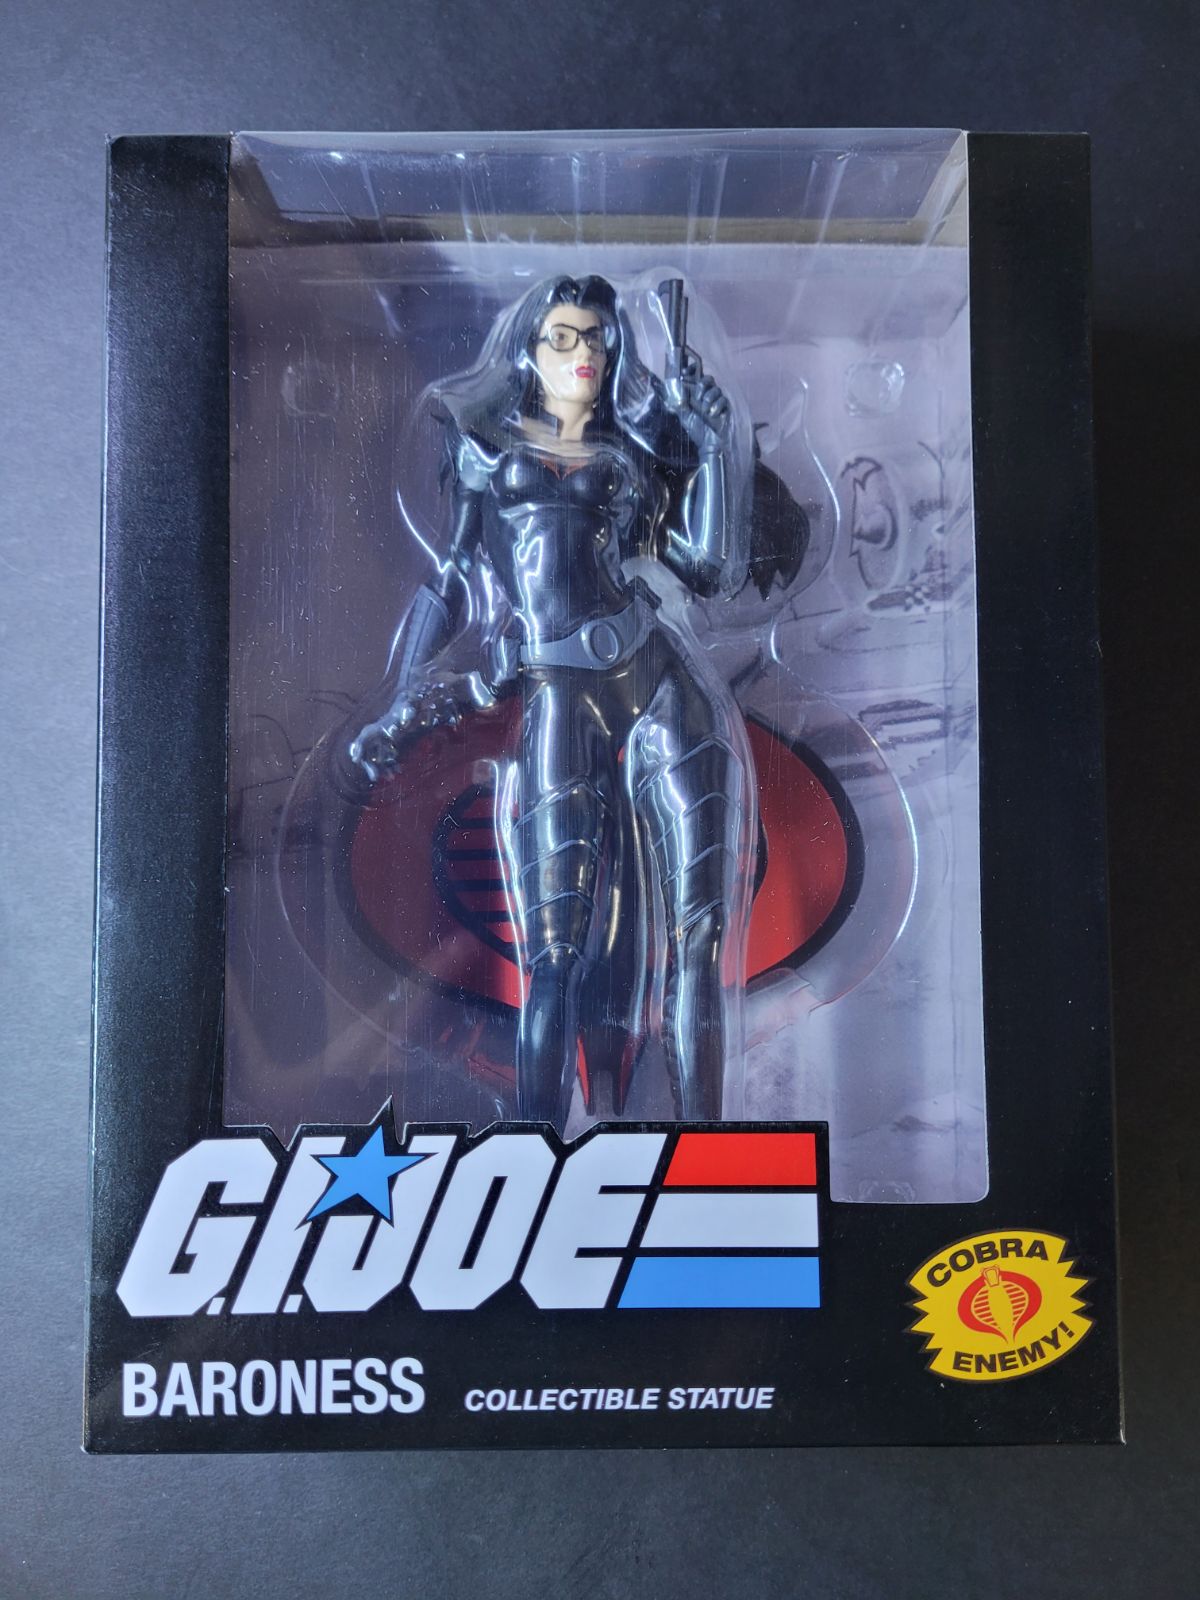 G.I.JOE
BARONESS
COLLECTIBLE STATUE
COBRA
ENEMY!